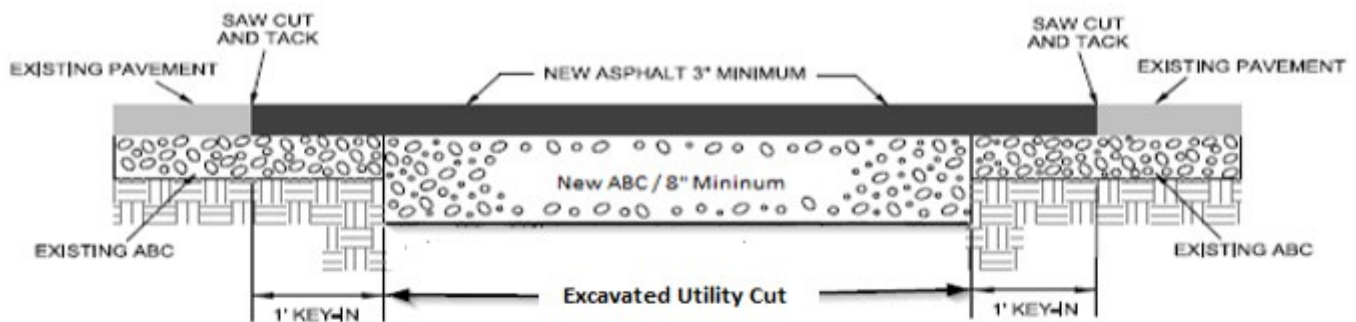 SAW CUT
AND TACK
SAW CUT
AND TACK
EXISTING PAVEMENT
NEW ASPHALT 3" MINIMUM
EXISTING PAVEMENT
New ABC / 8" Mininum
EXISTING ABC
EXISTING ABC
Excavated Utility Cut
1' KEY-IN
1' KEY-IN